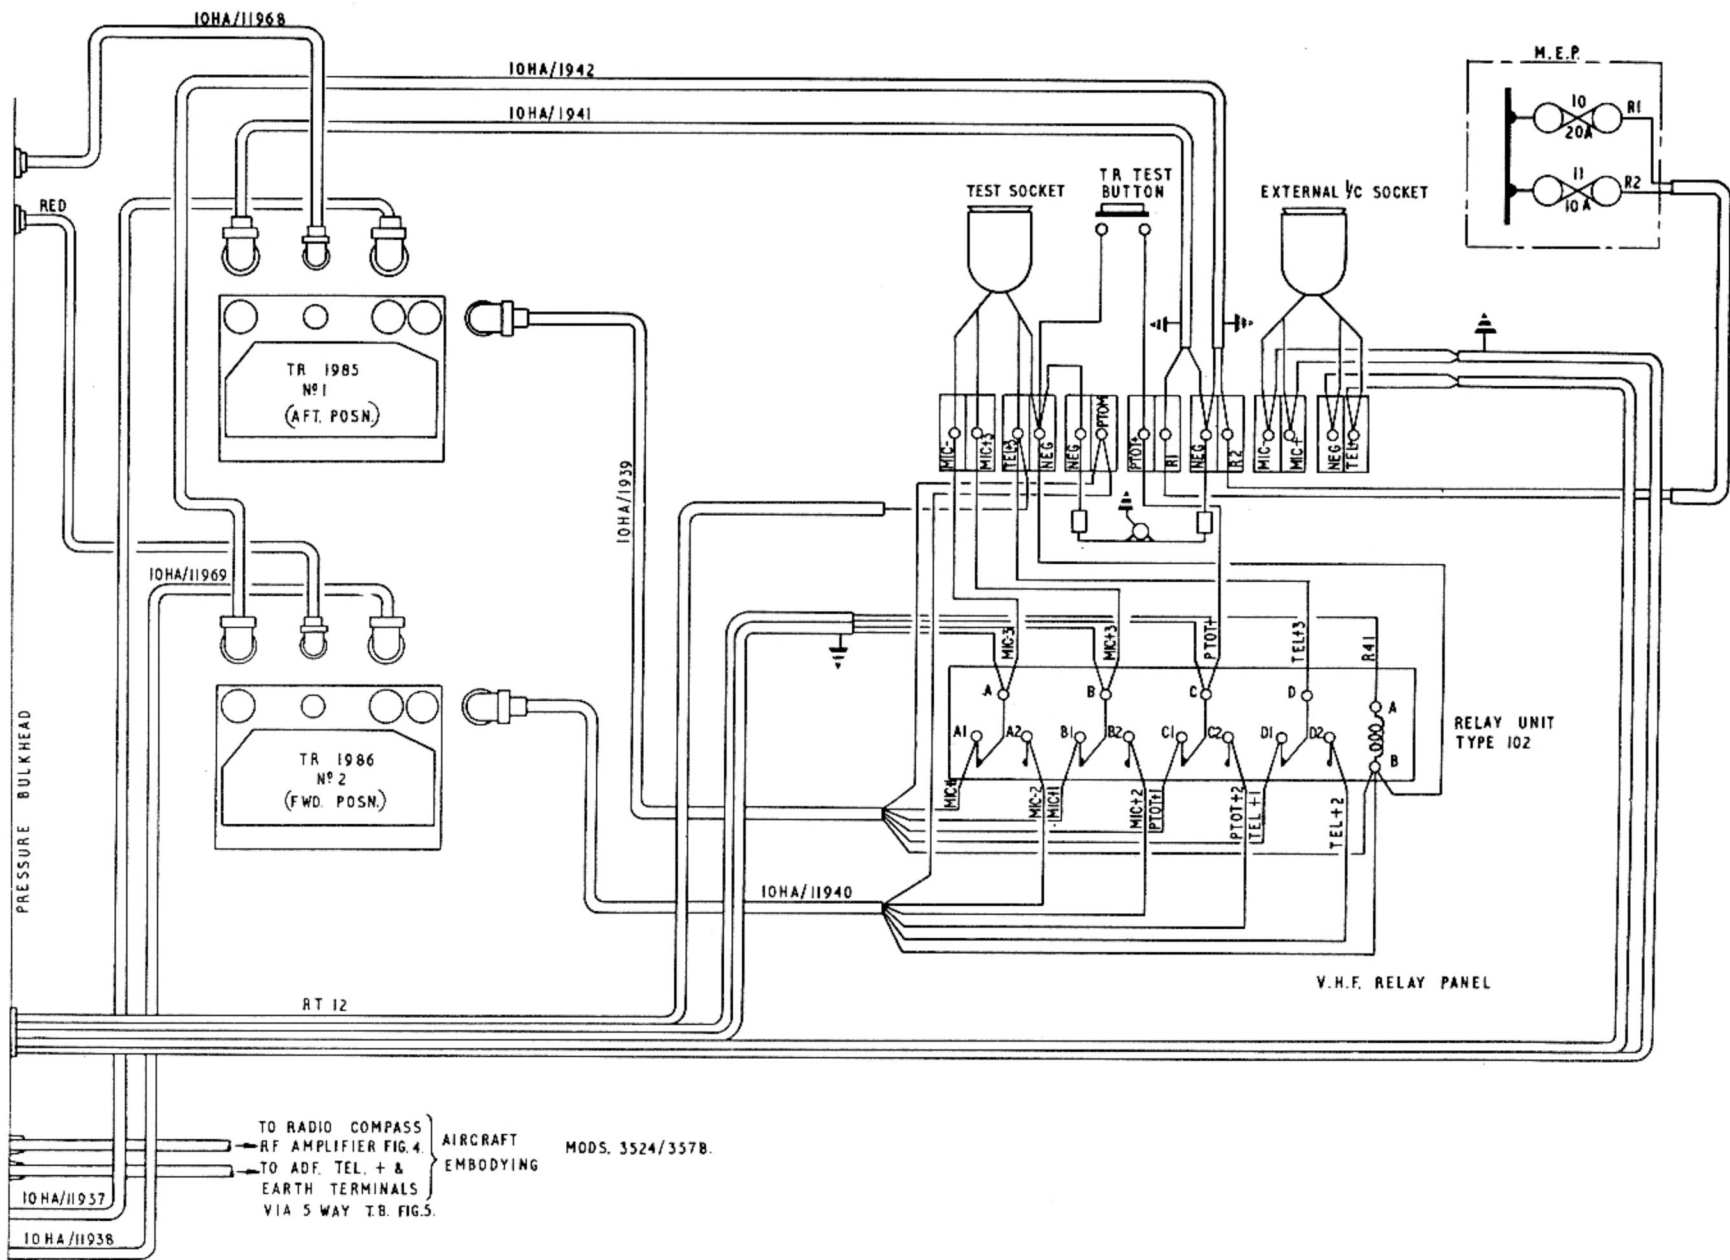 10HA/11968
10HA/1942
10HA/1941
M.E.P.
10
R1
20A
11
R2
10A
RED
TEST SOCKET
TR TEST
BUTTON
EXTERNAL I/C SOCKET
TR 1985
Nº1
(AFT. POSN.)
MIC-
MIC+3
TEL+3
NEG
NEG
PTOM
PTOT+
R1
NEG
R2
MIC-
MIC+
NEG
TEL+
10HA/1939
10HA/11969
MIC-3
MIC+3
PTOT+
TEL+3
R41
A
B
C
D
A
A1
A2
B1
B2
C1
C2
D1
D2
B
RELAY UNIT
TYPE 102
TR 1986
Nº2
(FWD. POSN.)
PRESSURE BULKHEAD
MIC-2
MIC+1
MIC+2
PTOT+1
PTOT+2
TEL+1
TEL+2
10HA/11940
V.H.F. RELAY PANEL
RT 12
TO RADIO COMPASS
RF AMPLIFIER FIG.4.
TO ADF. TEL. + &
EARTH TERMINALS
VIA 5 WAY T.B. FIG.5.
AIRCRAFT
EMBODYING
MODS. 3524/3578.
10HA/11937
10HA/11938